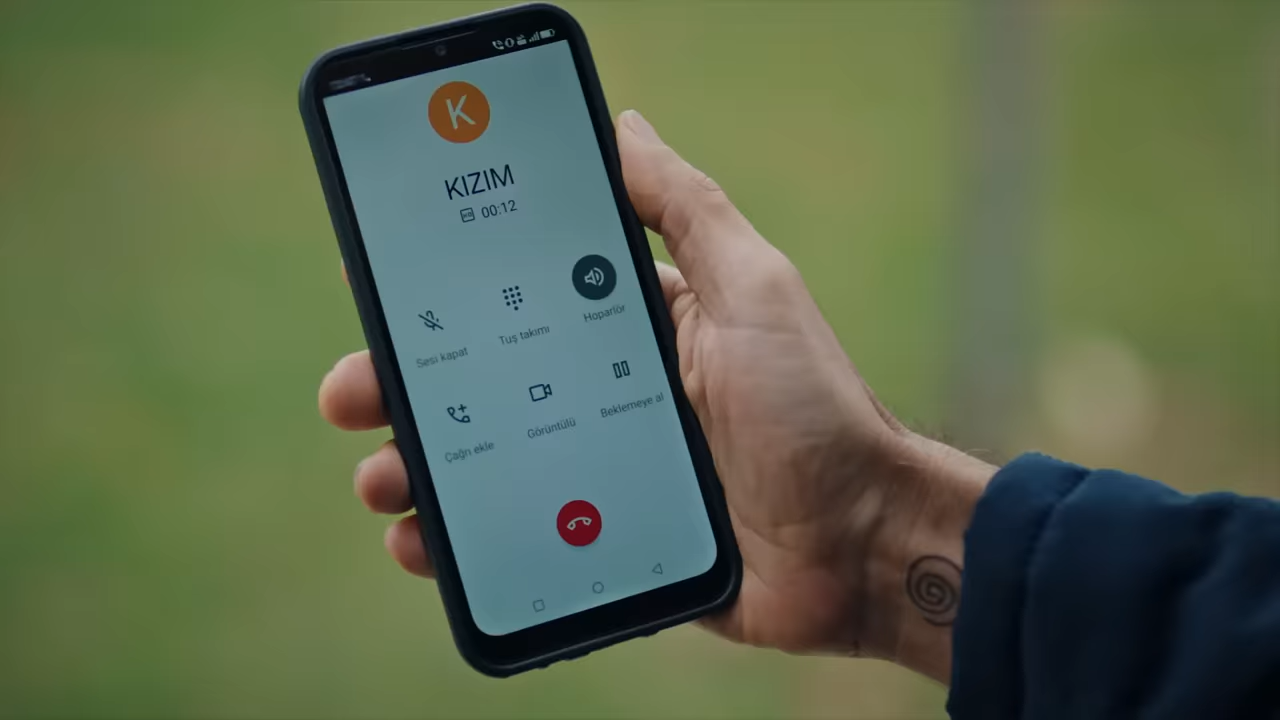 K
KIZIM
00:12
Sesi kapat
Tuş takımı
Hoparlör
Çağrı ekle
Görüntülü
Beklemeye al